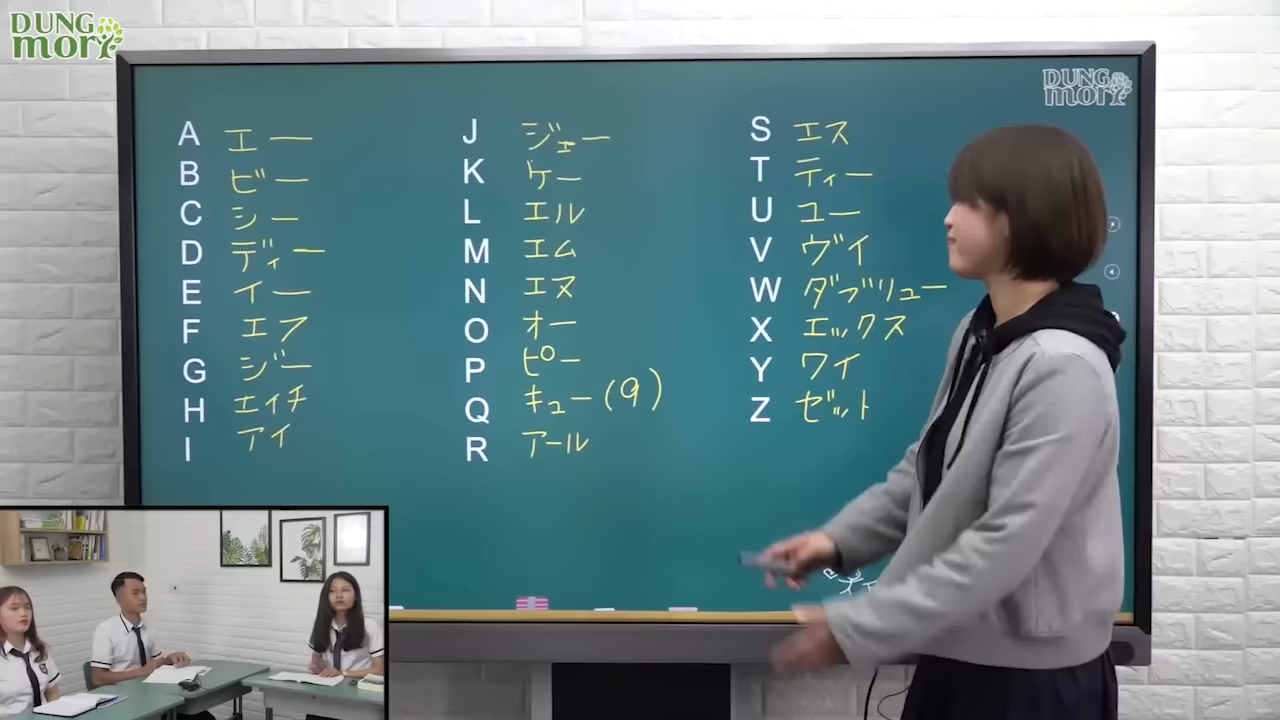 DUNG
mori
DUNG
mori
A エー
B ビー
C シー
D ディー
E イー
F エフ
G ジー
H エイチ
I アイ
J ジェー
K ケー
L エル
M エム
N エヌ
O オー
P ピー
Q キュー(9)
R アール
S エス
T ティー
U ユー
V ヴイ
W ダブリュー
X エックス
Y ワイ
Z ゼット